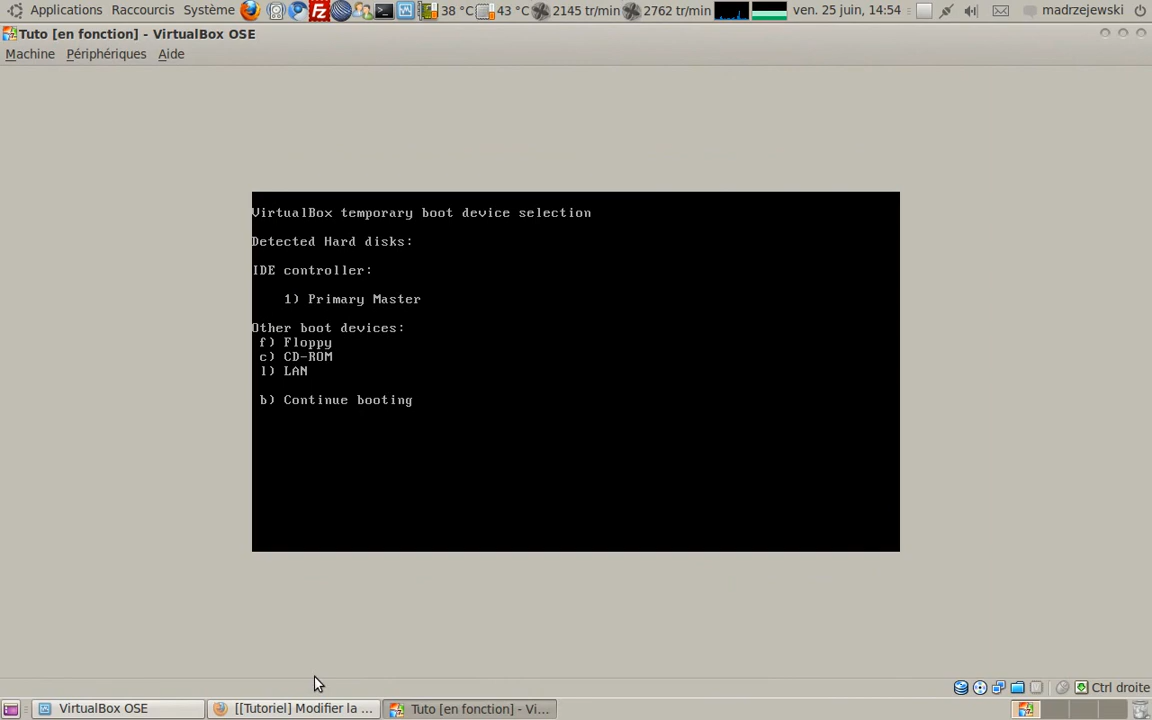 Applications Raccourcis Système 38 °C 43 °C 2145 tr/min 2762 tr/min ven. 25 juin, 14:54 madrzejewski
Tuto [en fonction] - VirtualBox OSE
Machine Périphériques Aide
VirtualBox temporary boot device selection
Detected Hard disks:
IDE controller:
1) Primary Master
Other boot devices:
f) Floppy
c) CD-ROM
l) LAN
b) Continue booting
Ctrl droite
VirtualBox OSE [[Tutoriel] Modifier la ... Tuto [en fonction] - Vi...